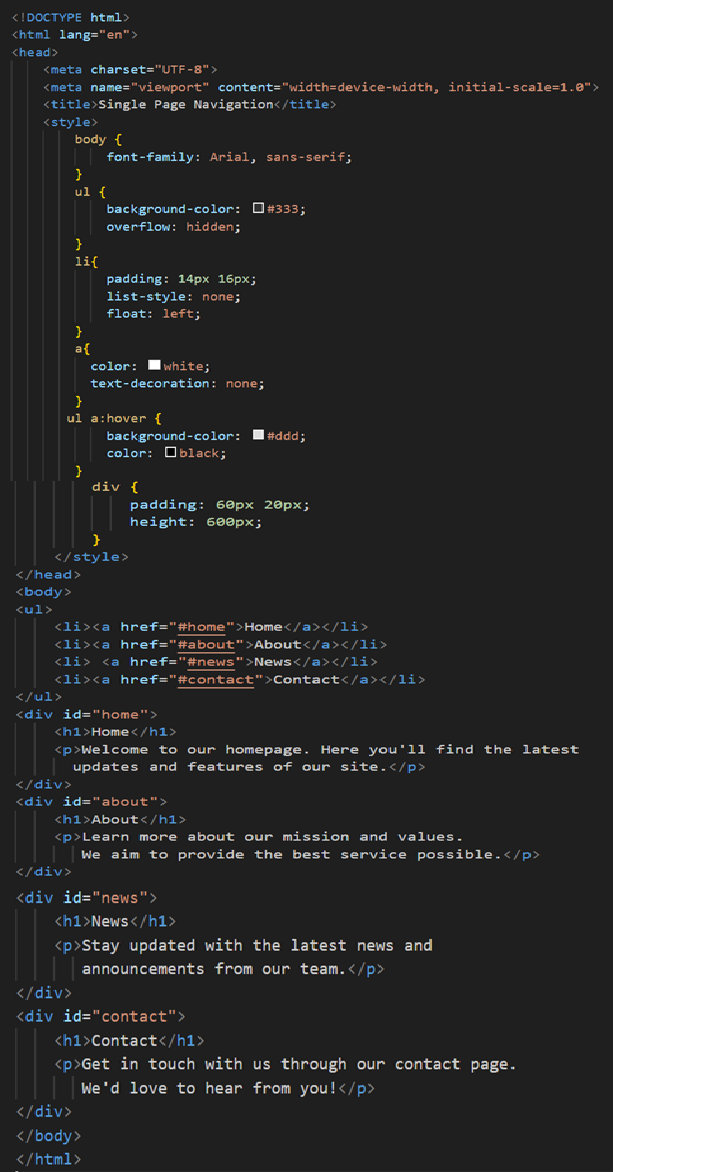 <!DOCTYPE html>
<html lang="en">
<head>
    <meta charset="UTF-8">
    <meta name="viewport" content="width=device-width, initial-scale=1.0">
    <title>Single Page Navigation</title>
    <style>
        body {
            font-family: Arial, sans-serif;
        }
        ul {
            background-color: #333;
            overflow: hidden;
        }
        li{
            padding: 14px 16px;
            list-style: none;
            float: left;
        }
        a{
          color: white;
          text-decoration: none;
        }
       ul a:hover {
            background-color: #ddd;
            color: black;
        }
        div {
            padding: 60px 20px;
            height: 600px;
        }
    </style>
</head>
<body>
<ul>
    <li><a href="#home">Home</a></li>
    <li><a href="#about">About</a></li>
    <li> <a href="#news">News</a></li>
    <li><a href="#contact">Contact</a></li>
</ul>
<div id="home">
    <h1>Home</h1>
    <p>Welcome to our homepage. Here you'll find the latest
      updates and features of our site.</p>
</div>
<div id="about">
    <h1>About</h1>
    <p>Learn more about our mission and values.
       We aim to provide the best service possible.</p>
</div>
<div id="news">
    <h1>News</h1>
    <p>Stay updated with the latest news and
       announcements from our team.</p>
</div>
<div id="contact">
    <h1>Contact</h1>
    <p>Get in touch with us through our contact page.
       We'd love to hear from you!</p>
</div>
</body>
</html>